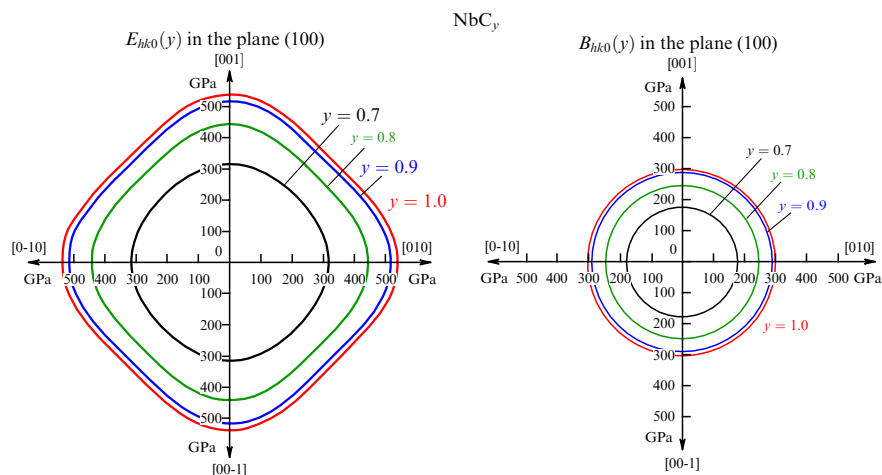 NbCy
E_hk0(y) in the plane (100)
[001]
GPa
500
400
300
200
100
0
[0-10]
GPa
500 400 300 200 100
100 200 300 400 500
[010]
GPa
100
200
300
400
500
GPa
[00-1]
y = 0.7
y = 0.8
y = 0.9
y = 1.0
B_hk0(y) in the plane (100)
[001]
GPa
500
400
300
200
100
0
[0-10]
GPa
500 400 300 200 100
100 200 300 400 500
[010]
GPa
100
200
300
400
500
GPa
[00-1]
y = 0.7
y = 0.8
y = 0.9
y = 1.0